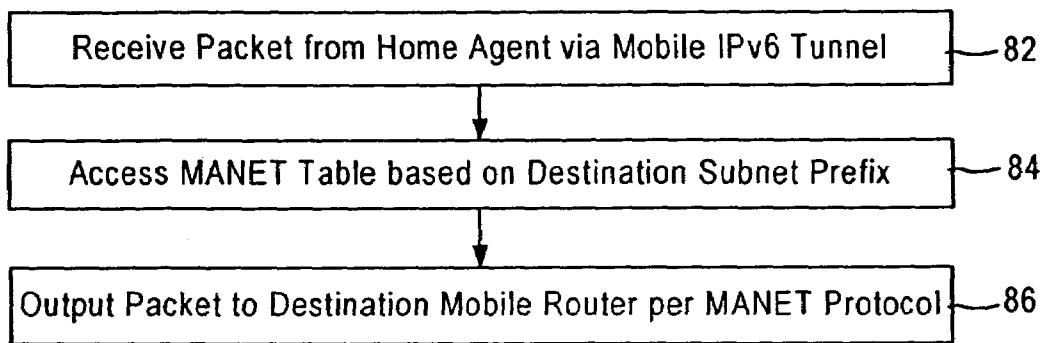 Receive Packet from Home Agent via Mobile IPv6 Tunnel 82
Access MANET Table based on Destination Subnet Prefix 84
Output Packet to Destination Mobile Router per MANET Protocol 86